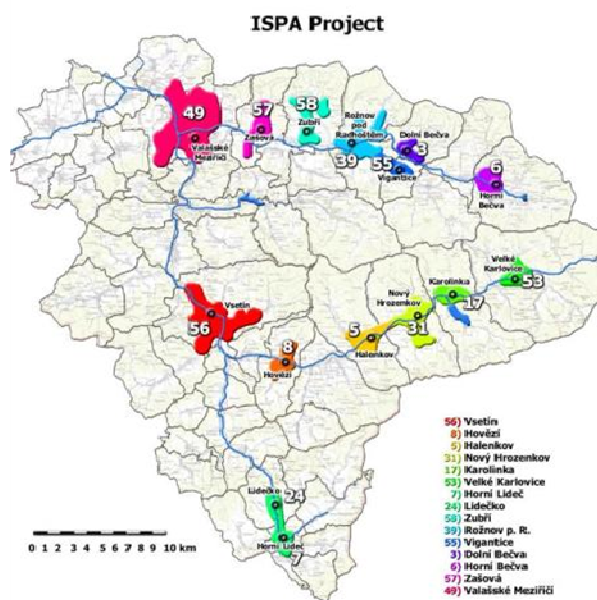 ISPA Project
49
Valašské
Meziříčí
57
Zašová
58
Zubří
Rožnov
pod
Radhoštěm
39
Dolní Bečva
3
55
Vigantice
6
Horní
Bečva
Velké
Karlovice
53
Karolinka
17
Nový
Hrozenkov
31
5
Halenkov
Vsetín
56
8
Hovězí
Lidečko
24
Horní Lideč
7
56) Vsetín
8) Hovězí
5) Halenkov
31) Nový Hrozenkov
17) Karolinka
53) Velké Karlovice
7) Horní Lideč
24) Lidečko
58) Zubří
39) Rožnov p. R.
55) Vigantice
3) Dolní Bečva
6) Horní Bečva
57) Zašová
49) Valašské Meziříčí
0 1 2 4 6 8 10 km